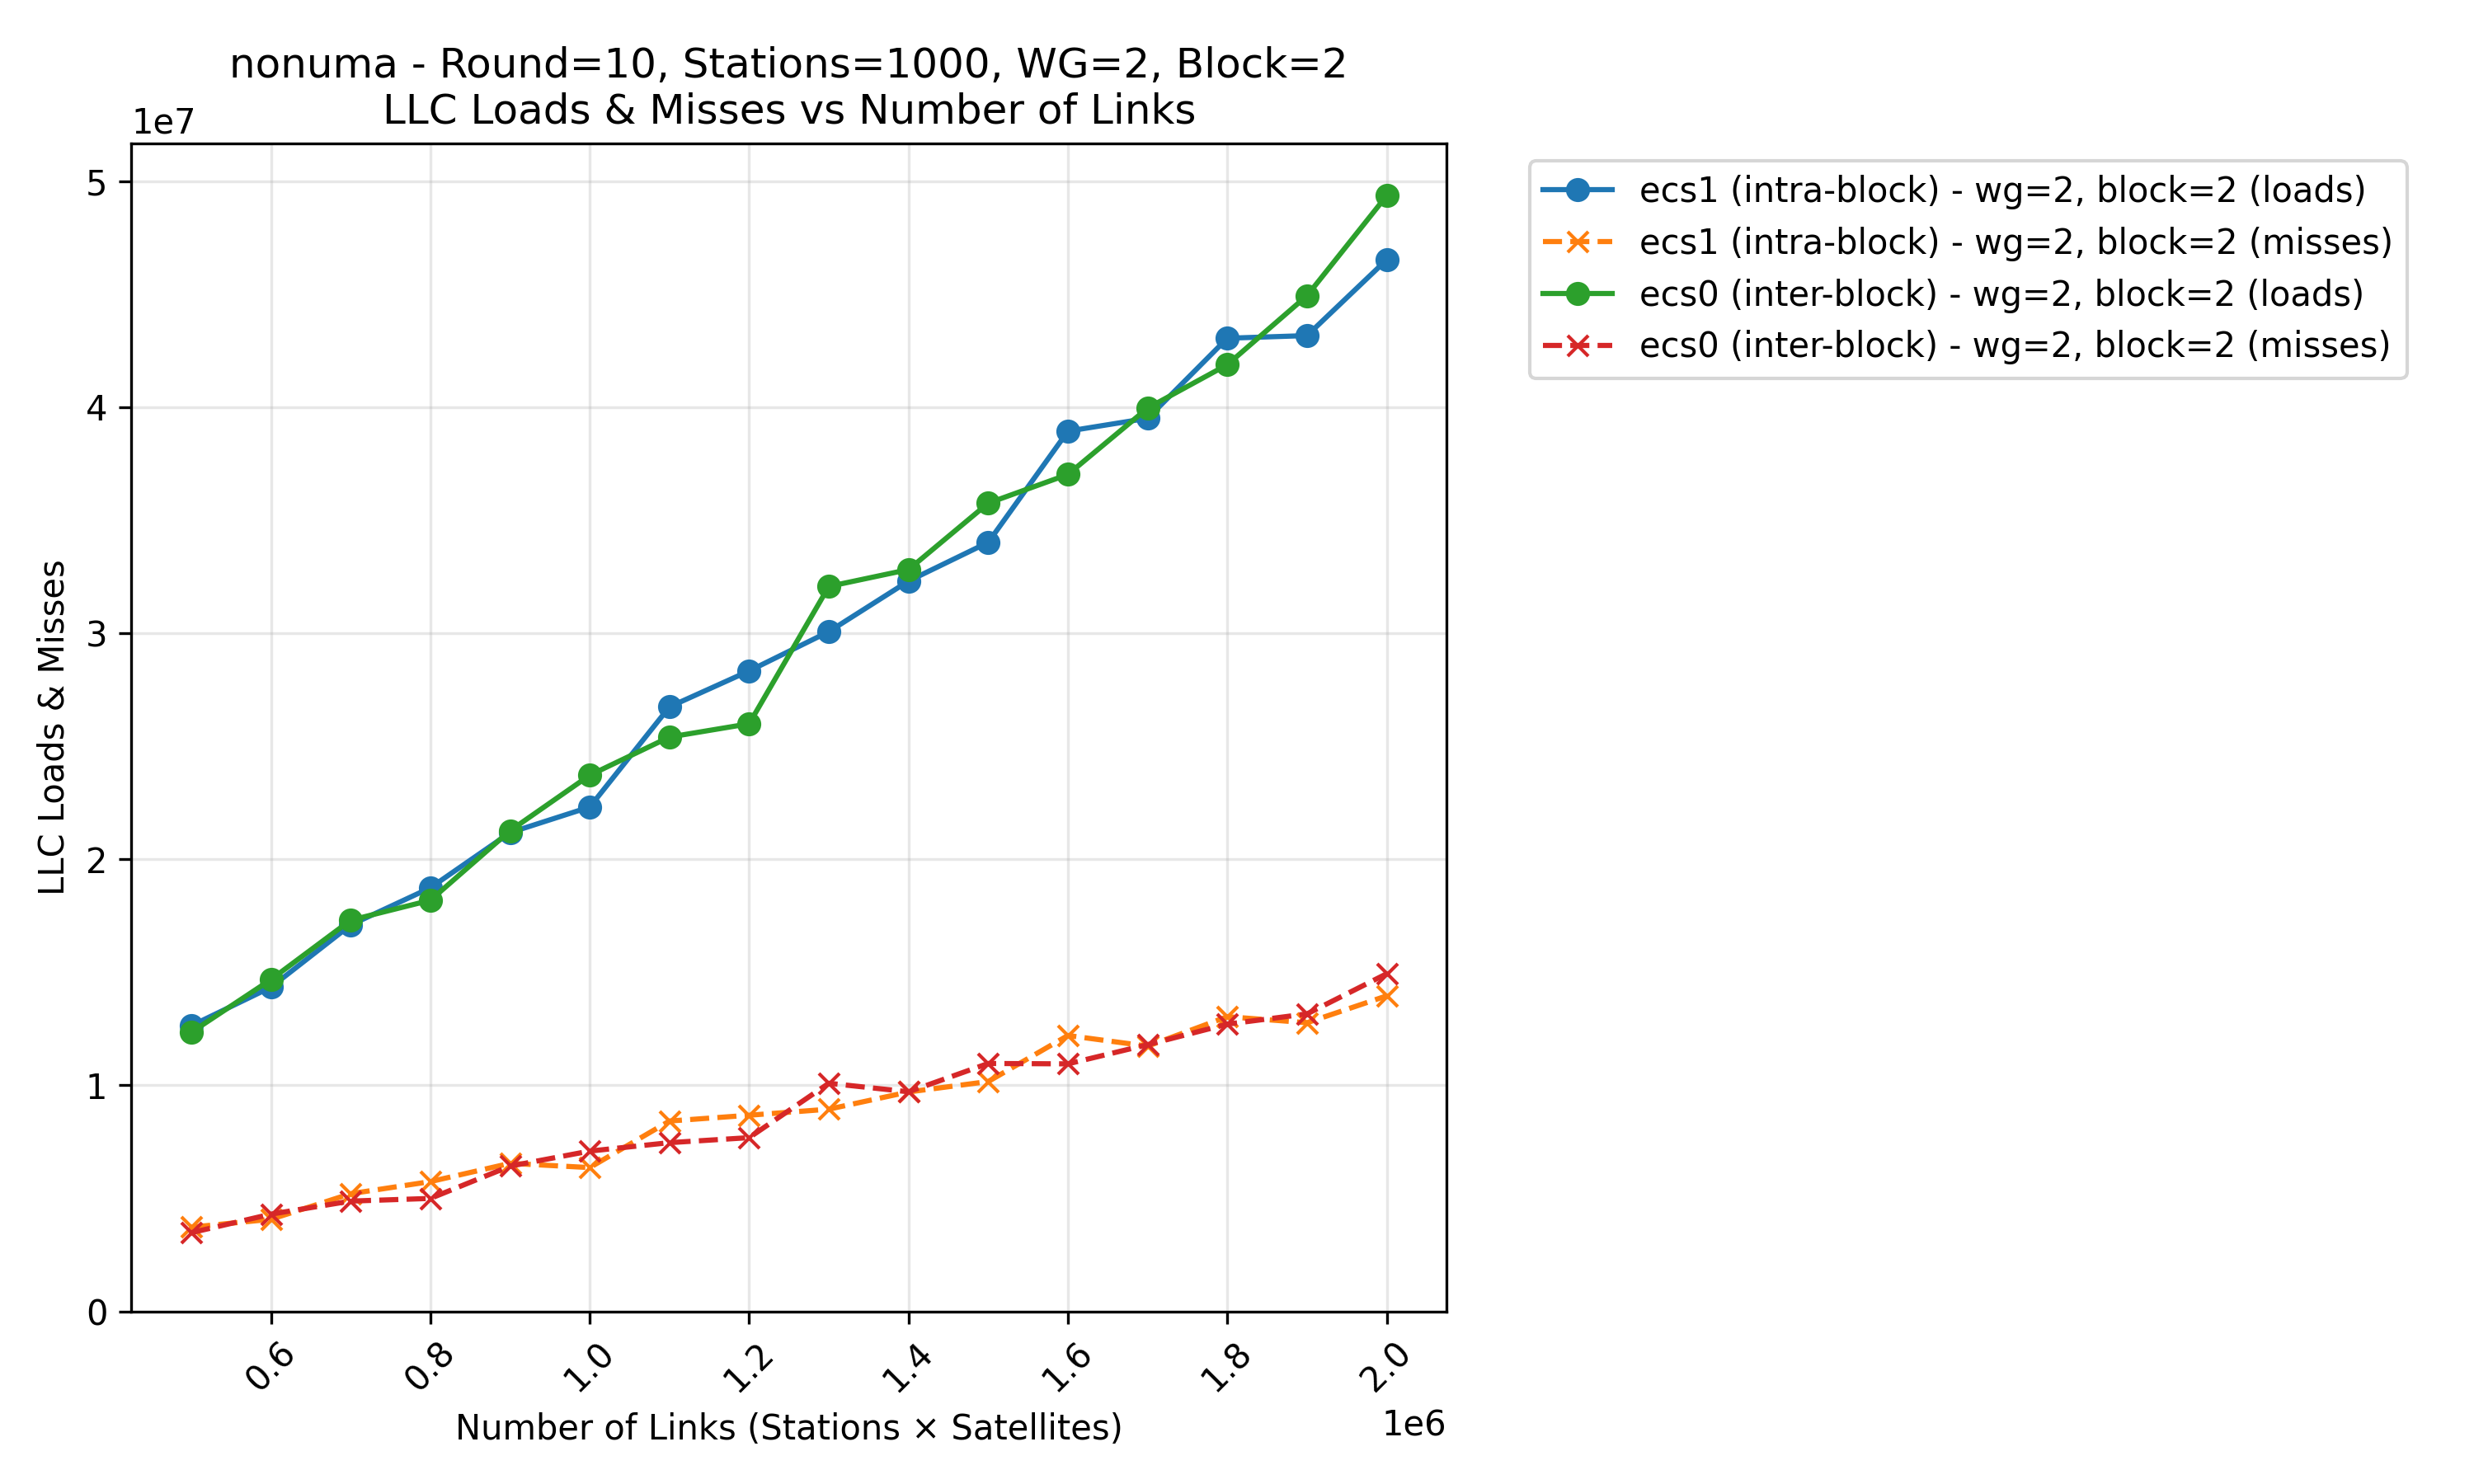 nonuma - Round=10, Stations=1000, WG=2, Block=2
LLC Loads & Misses vs Number of Links
1e7
5
4
3
2
1
0
LLC Loads & Misses
0.6
0.8
1.0
1.2
1.4
1.6
1.8
2.0
1e6
Number of Links (Stations × Satellites)
ecs1 (intra-block) - wg=2, block=2 (loads)
ecs1 (intra-block) - wg=2, block=2 (misses)
ecs0 (inter-block) - wg=2, block=2 (loads)
ecs0 (inter-block) - wg=2, block=2 (misses)